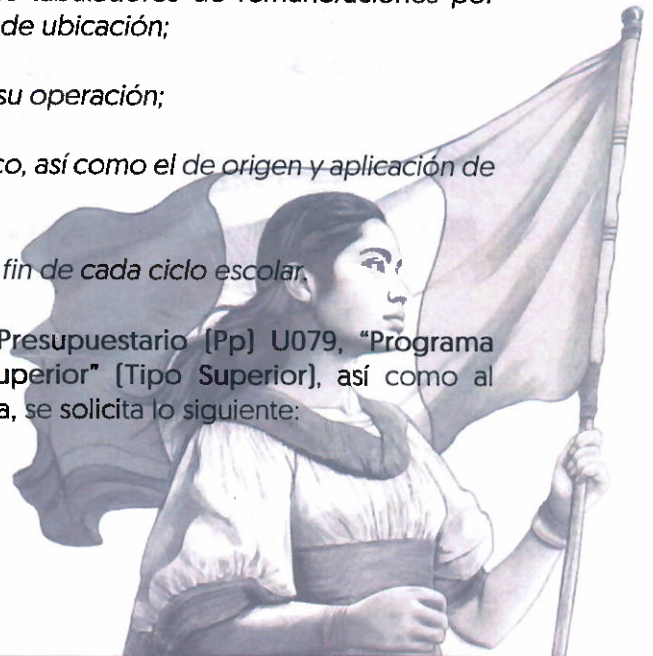 de ubicación;
su operación;
co, así como el de origen y aplicación de
fin de cada ciclo escolar.
Presupuestario (Pp) U079, “Programa
uperior” (Tipo Superior), así como al
a, se solicita lo siguiente: